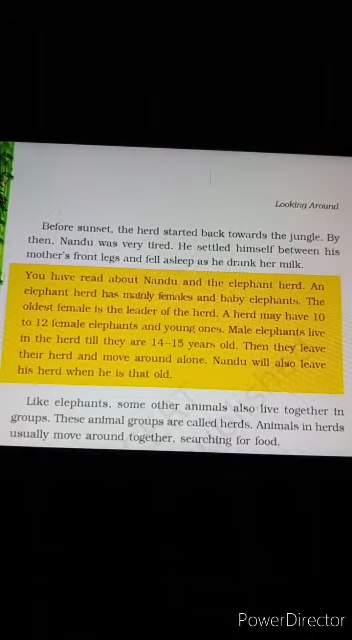 Looking Around
Before sunset, the herd started back towards the jungle. By
then, Nandu was very tired. He settled himself between his
mother's front legs and fell asleep as he drank her milk.
You have read about Nandu and the elephant herd. An
elephant herd has mainly females and baby elephants. The
oldest female is the leader of the herd. A herd may have 10
to 12 female elephants and young ones. Male elephants live
in the herd till they are 14–15 years old. Then they leave
their herd and move around alone. Nandu will also leave
his herd when he is that old.
Like elephants, some other animals also live together in
groups. These animal groups are called herds. Animals in herds
usually move around together, searching for food.
PowerDirector